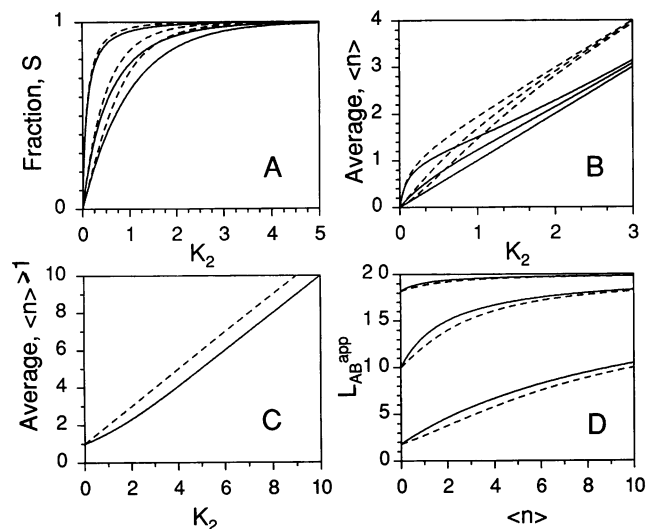 1
Fraction, S
0
A
0 1 2 3 4 5
K2
4
3
2
1
0
Average, <n>
B
0 1 2 3
K2
10
8
6
4
2
0
Average, <n> >1
C
0 2 4 6 8 10
K2
20
15
10
5
0
L_AB^app
D
0 2 4 6 8 10
<n>